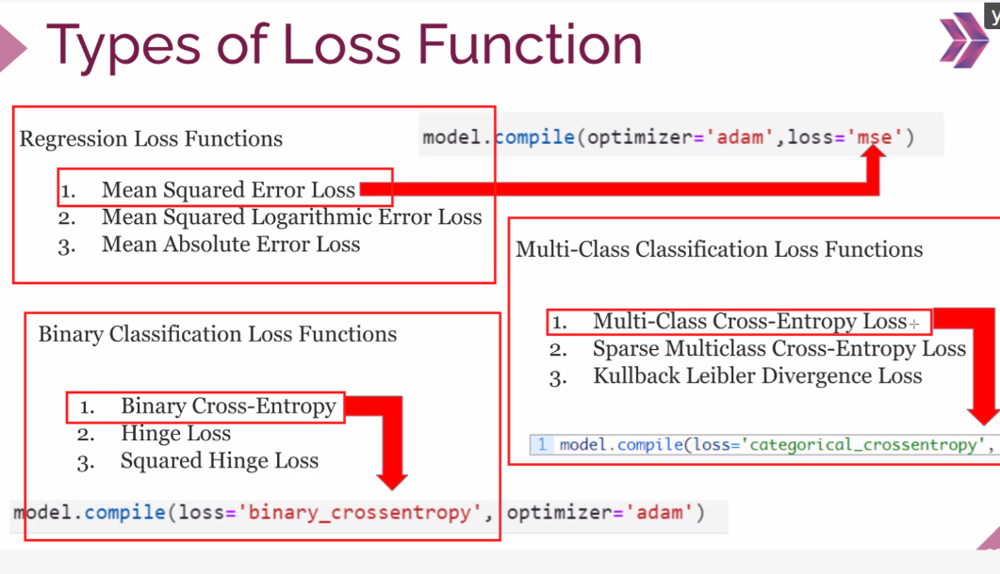 Types of Loss Function
Regression Loss Functions
model.compile(optimizer='adam',loss='mse')
1. Mean Squared Error Loss
2. Mean Squared Logarithmic Error Loss
3. Mean Absolute Error Loss
Multi-Class Classification Loss Functions
1. Multi-Class Cross-Entropy Loss
2. Sparse Multiclass Cross-Entropy Loss
3. Kullback Leibler Divergence Loss
1 model.compile(loss='categorical_crossentropy',
Binary Classification Loss Functions
1. Binary Cross-Entropy
2. Hinge Loss
3. Squared Hinge Loss
model.compile(loss='binary_crossentropy', optimizer='adam')